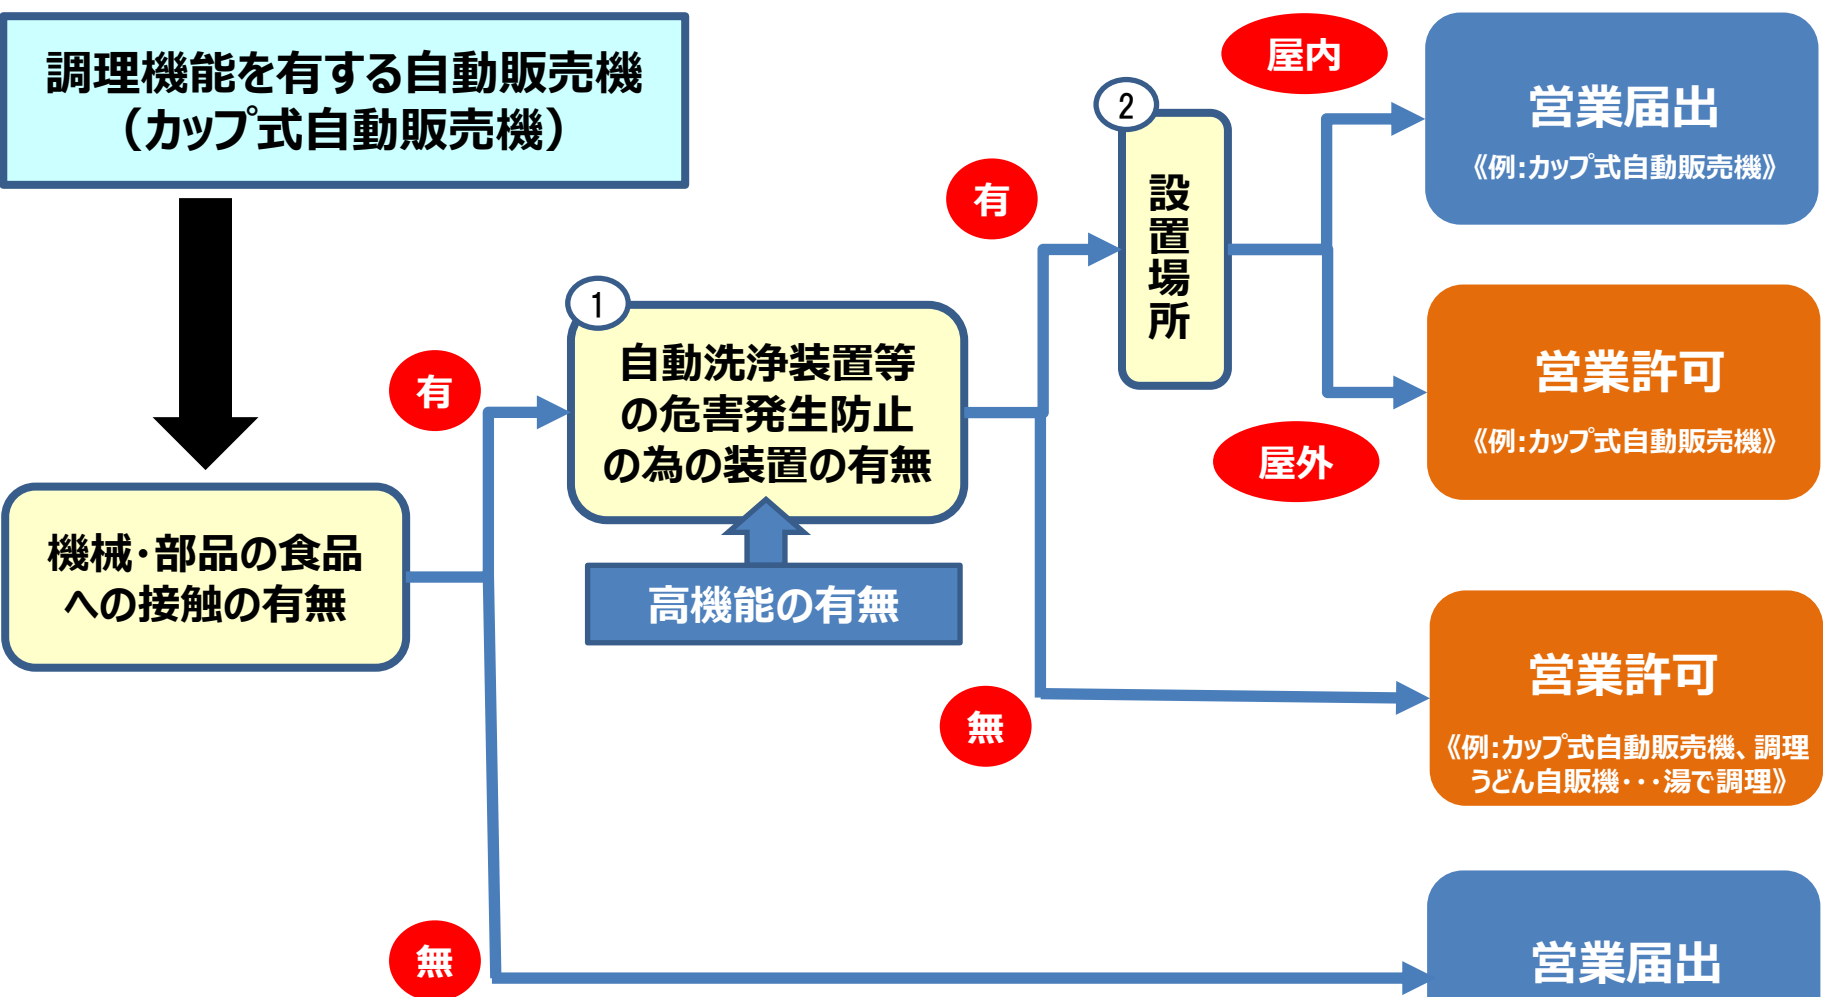 調理機能を有する自動販売機
（カップ式自動販売機）
機械・部品の食品
への接触の有無
有
無
1
自動洗浄装置等
の危害発生防止
の為の装置の有無
高機能の有無
有
無
2
設置場所
屋内
屋外
営業届出
《例:カップ式自動販売機》
営業許可
《例:カップ式自動販売機》
営業許可
《例:カップ式自動販売機、調理
うどん自販機・・・湯で調理》
営業届出